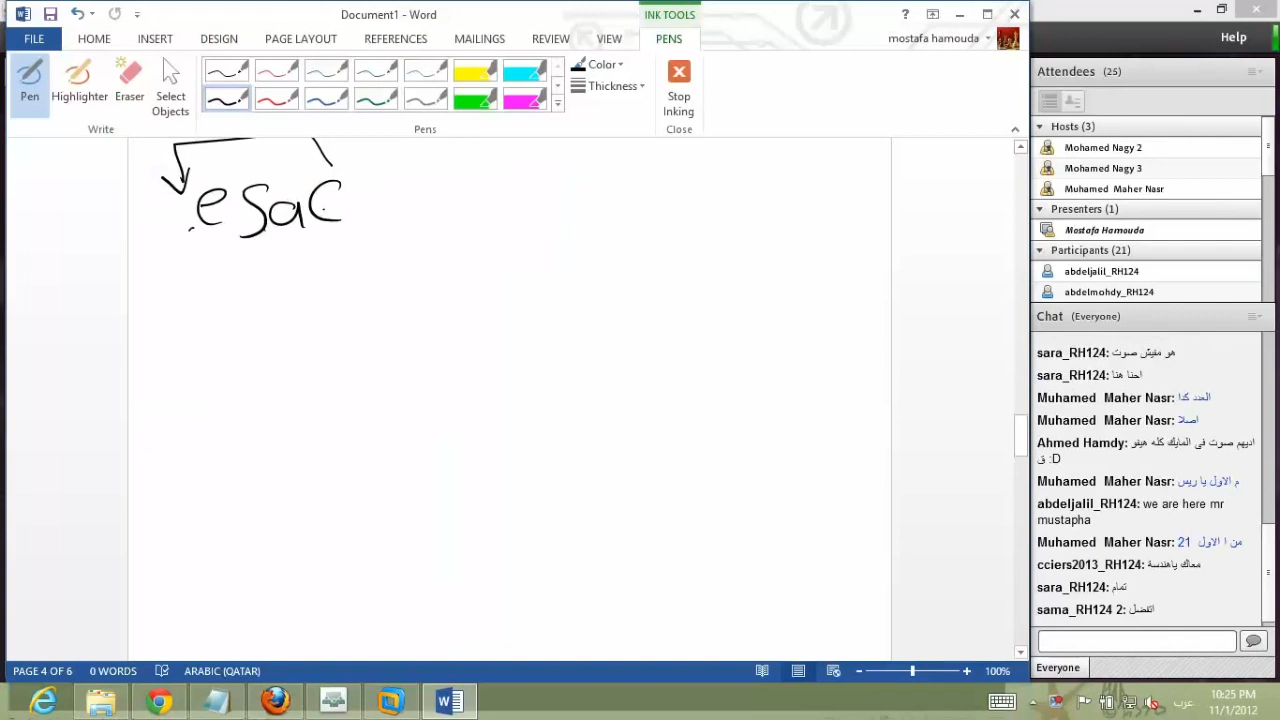 Document1 - Word
INK TOOLS
?
FILE
HOME
INSERT
DESIGN
PAGE LAYOUT
REFERENCES
MAILINGS
REVIEW
VIEW
PENS
mostafa hamouda
Pen
Highlighter
Eraser
Select
Objects
Color
Thickness
Stop
Inking
Write
Pens
Close
esac
PAGE 4 OF 6
0 WORDS
ARABIC (QATAR)
100%
Help
Attendees (25)
Hosts (3)
Mohamed Nagy 2
Mohamed Nagy 3
Muhamed Maher Nasr
Presenters (1)
Mostafa Hamouda
Participants (21)
abdeljalil_RH124
abdelmohdy_RH124
Chat (Everyone)
sara_RH124: هو مفيش صوت
sara_RH124: احنا هنا
Muhamed Maher Nasr: العدد كدا
Muhamed Maher Nasr: اصلا
Ahmed Hamdy: اديهم صوت فى المايك كله هيفو
ق :D
Muhamed Maher Nasr: م الاول يا ريس
abdeljalil_RH124: we are here mr
mustapha
Muhamed Maher Nasr: من ا الاول 21
cciers2013_RH124: معاك ياهندسة
sara_RH124: تمام
sama_RH124 2: اتفضل
Everyone
عرب
10:25 PM
11/1/2012